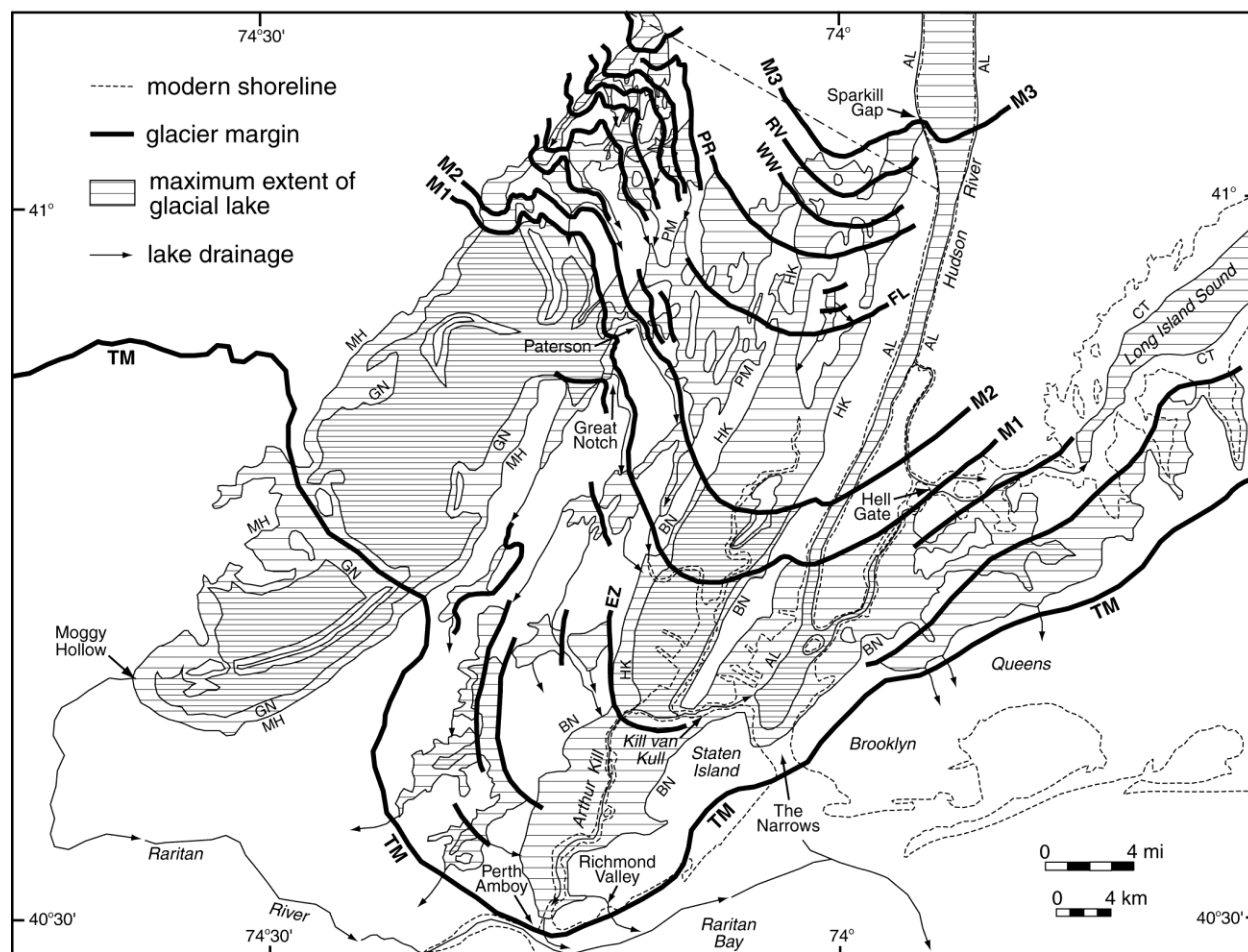 74°30'
74°
modern shoreline
glacier margin
maximum extent of
glacial lake
lake drainage
AL
AL
M3
Sparkill
Gap
M3
RV
WW
PR
M2
M1
41°
41°
River
Hudson
PM
HK
FL
MH
GN
Paterson
PM
AL
AL
CT
Long Island Sound
CT
TM
Great
Notch
GN
MH
HK
HK
M2
M1
Hell
Gate
MH
GN
BN
EZ
BN
TM
Moggy
Hollow
HK
AL
BN
Queens
GN
MH
BN
Kill van
Kull
Staten
Island
Brooklyn
Arthur Kill
BN
The
Narrows
TM
TM
Raritan
River
Perth
Amboy
Richmond
Valley
Raritan
Bay
0 4 mi
0 4 km
40°30'
40°30'
74°30'
74°